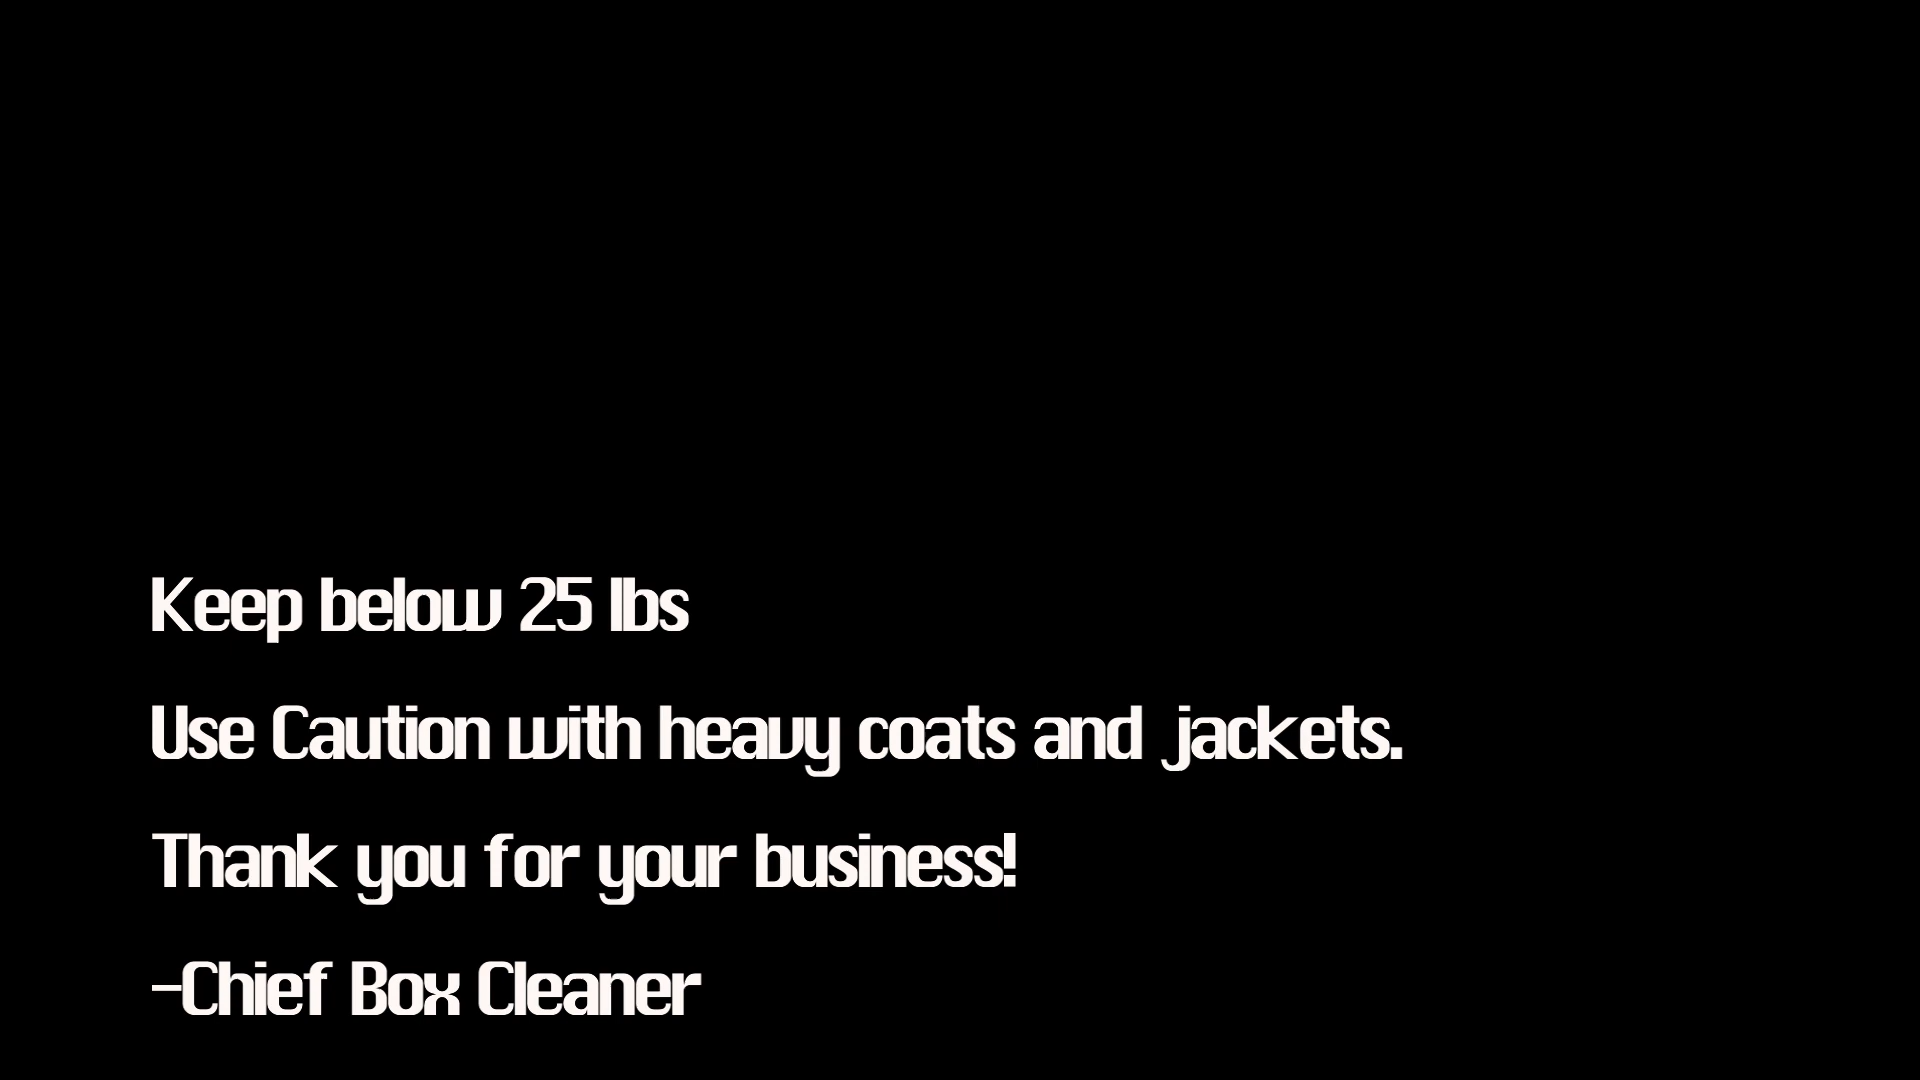 Keep below 25 lbs
Use Caution with heavy coats and jackets.
Thank you for your business!
-Chief Box Cleaner